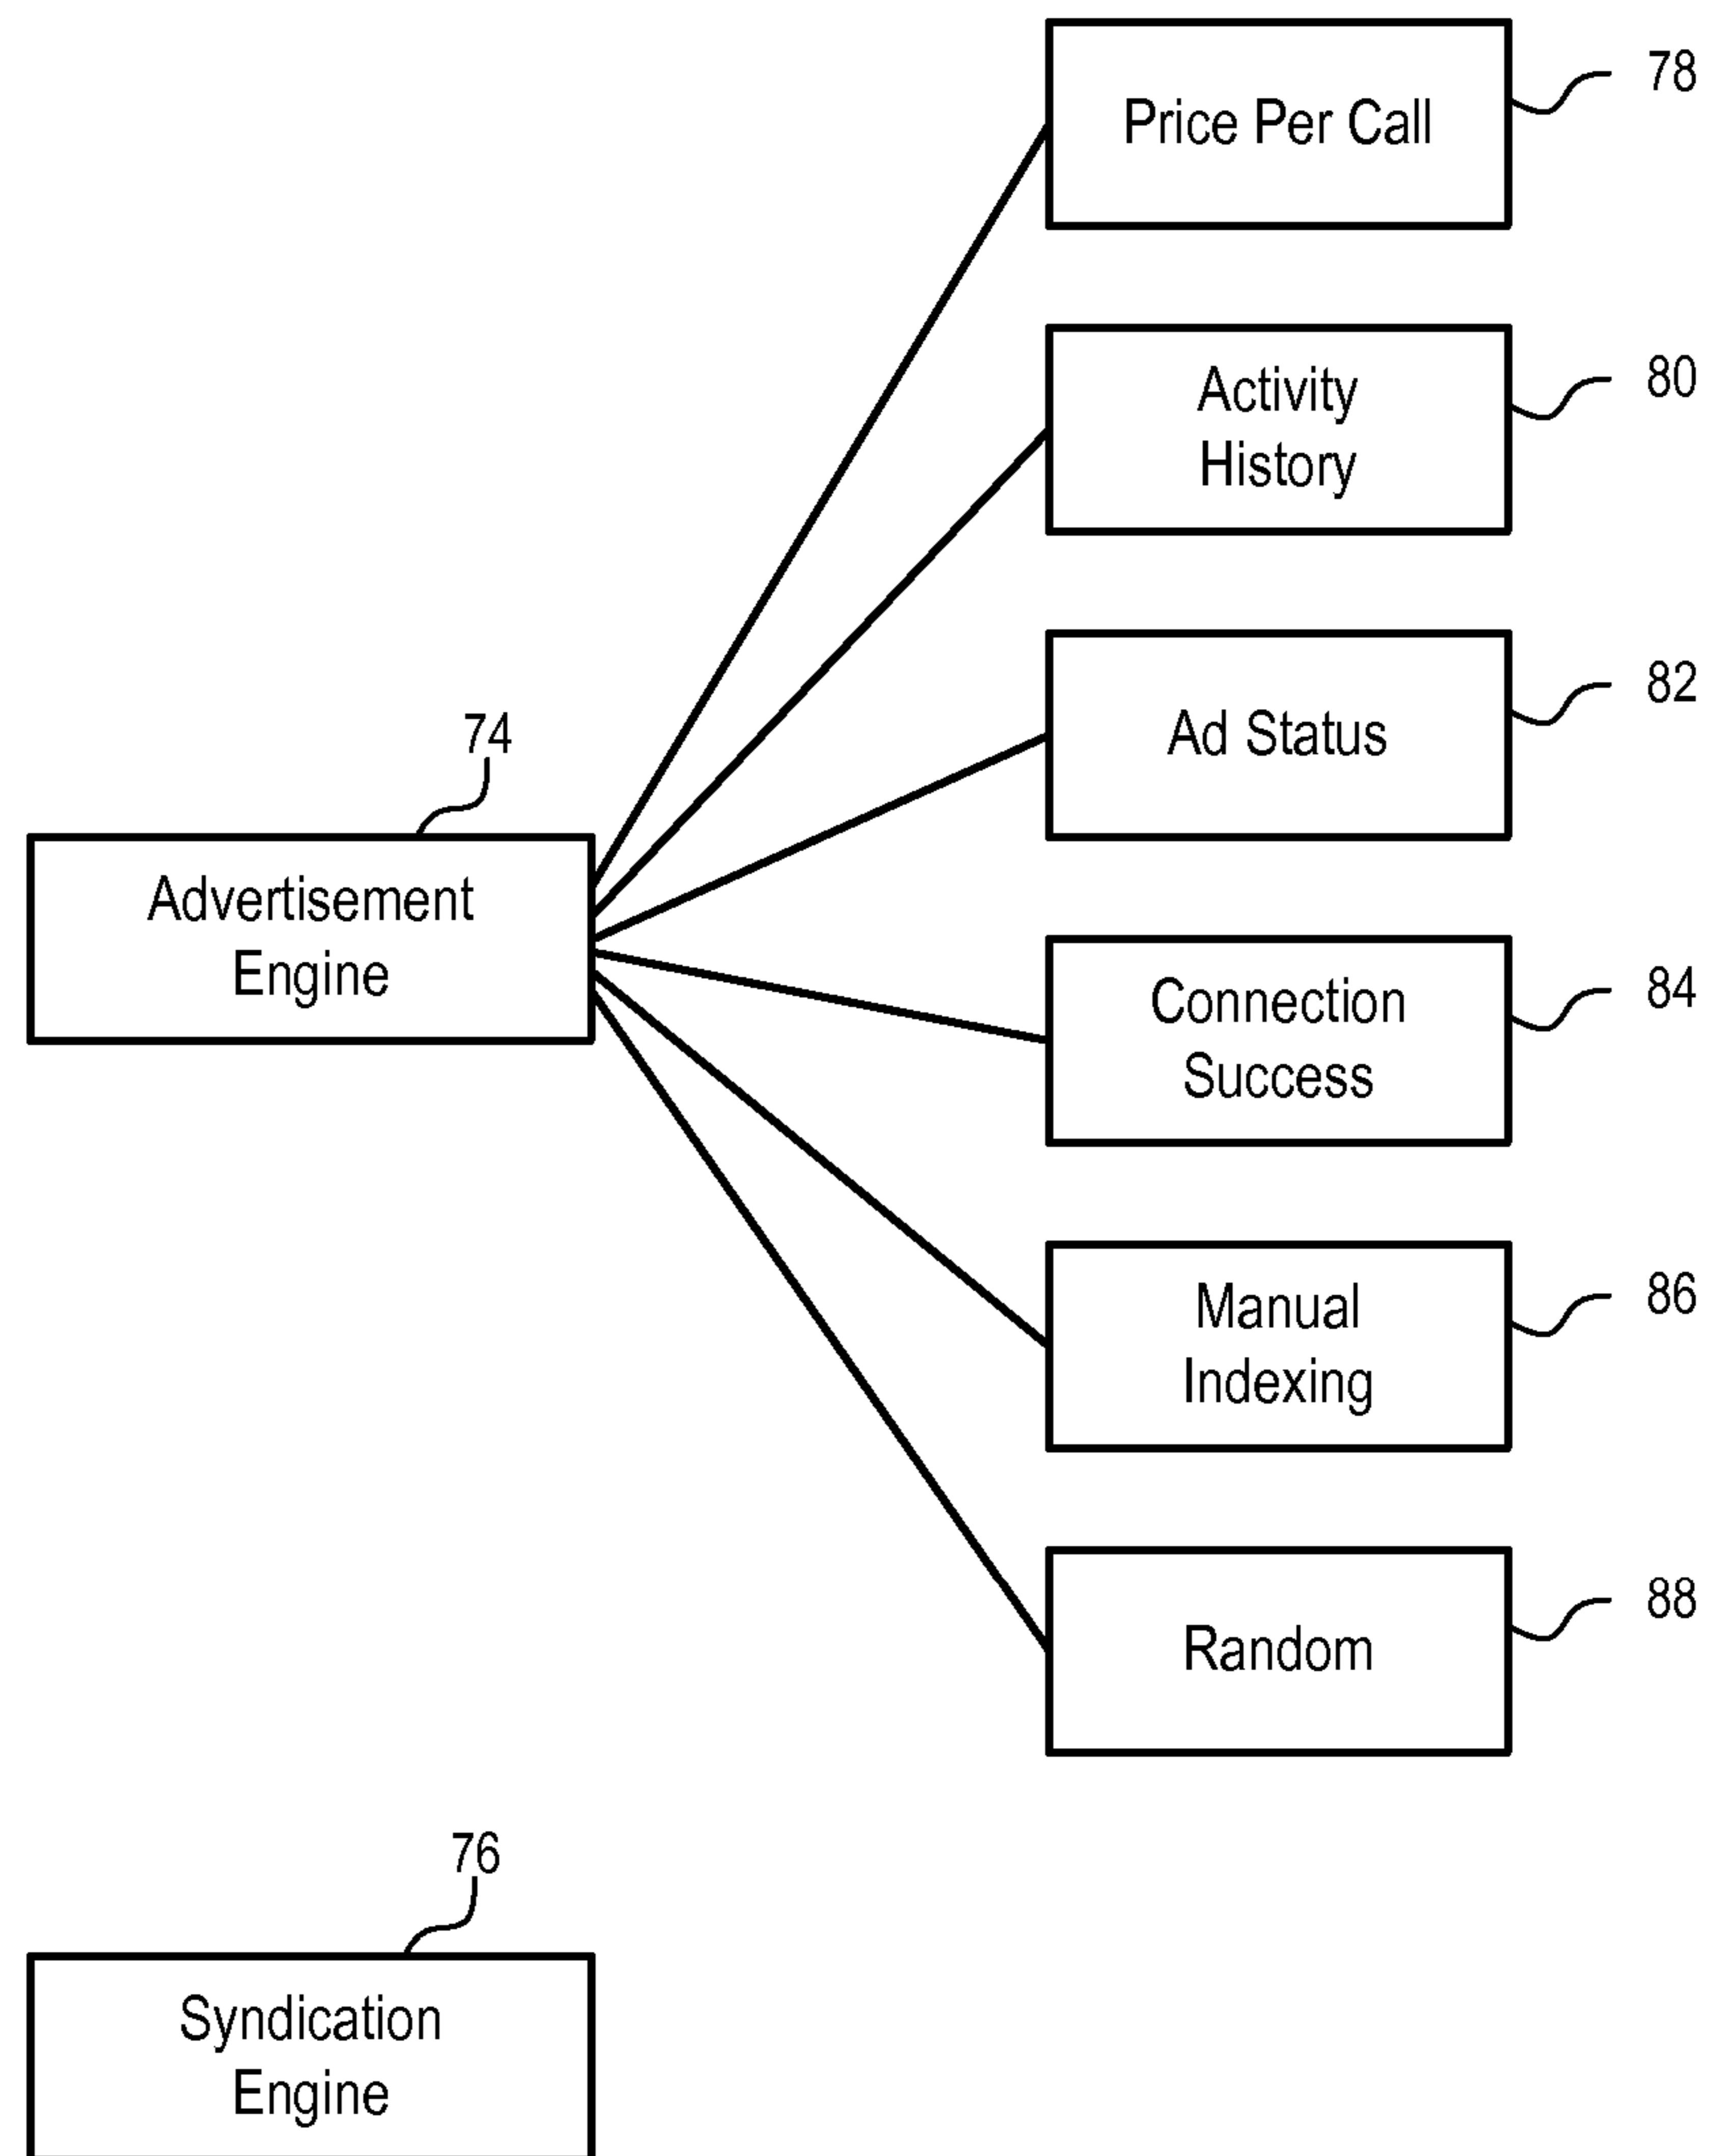 78
Price Per Call
80
Activity
History
82
Ad Status
74
Advertisement
Engine
84
Connection
Success
86
Manual
Indexing
88
Random
76
Syndication
Engine